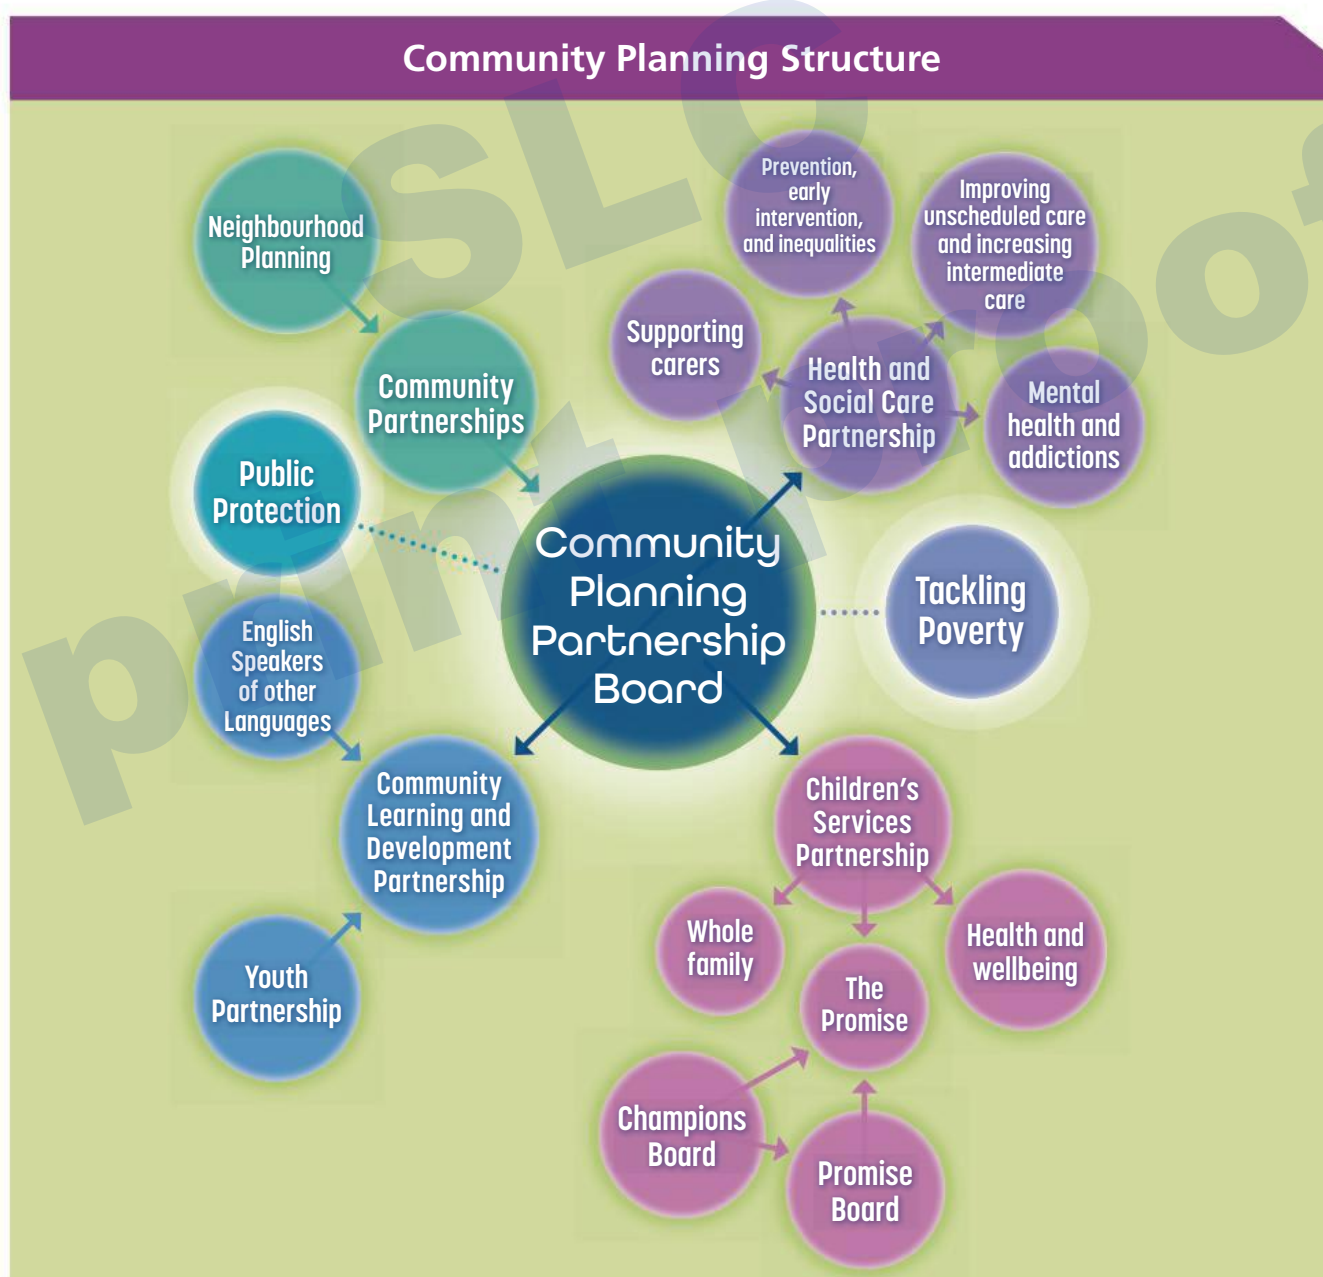 Community Planning Structure
Neighbourhood
Planning
Community
Partnerships
Public
Protection
English
Speakers
of other
Languages
Community
Learning and
Development
Partnership
Youth
Partnership
Community
Planning
Partnership
Board
Prevention,
early
intervention,
and inequalities
Improving
unscheduled care
and increasing
intermediate
care
Supporting
carers
Health and
Social Care
Partnership
Mental
health and
addictions
Tackling
Poverty
Children's
Services
Partnership
Whole
family
The
Promise
Health and
wellbeing
Champions
Board
Promise
Board
SLC
print proof